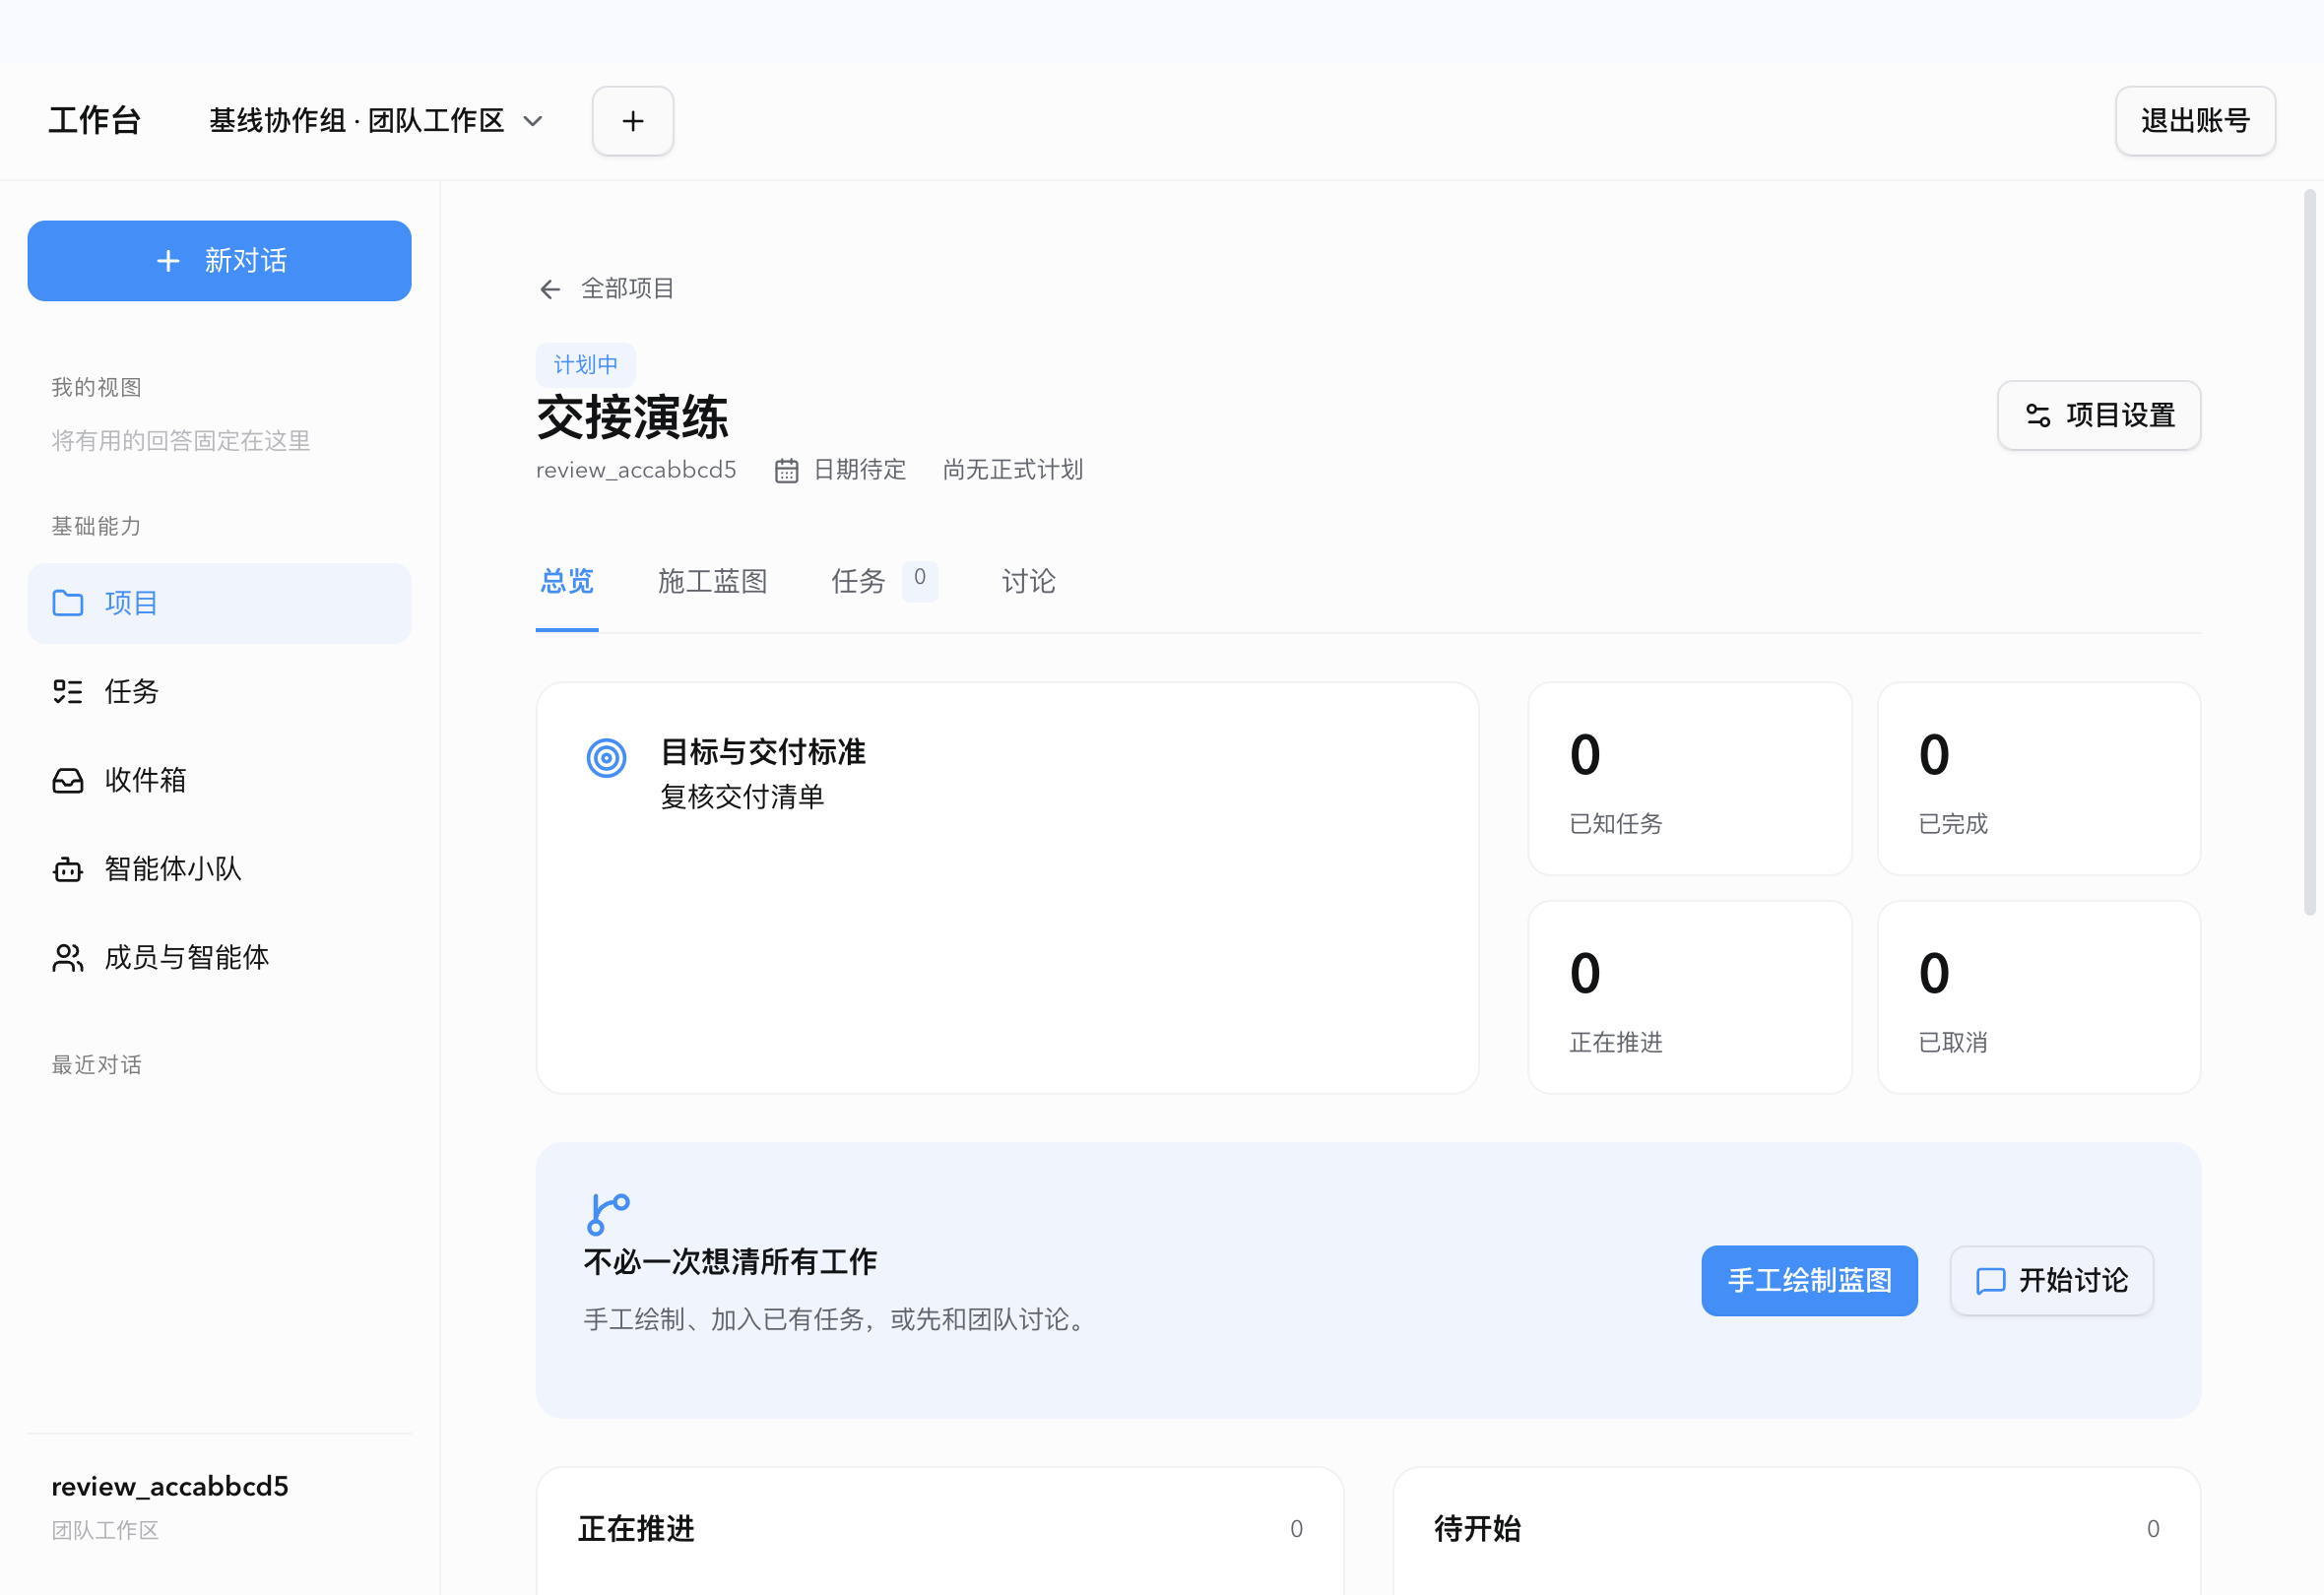 工作台
基线协作组 · 团队工作区
退出账号
新对话
我的视图
将有用的回答固定在这里
基础能力
项目
任务
收件箱
智能体小队
成员与智能体
最近对话
review_accabbcd5
团队工作区
全部项目
计划中
交接演练
项目设置
review_accabbcd5 日期待定 尚无正式计划
总览 施工蓝图 任务 0 讨论
目标与交付标准
复核交付清单
0
已知任务
0
已完成
0
正在推进
0
已取消
不必一次想清所有工作
手工绘制、加入已有任务，或先和团队讨论。
手工绘制蓝图
开始讨论
正在推进 0
待开始 0